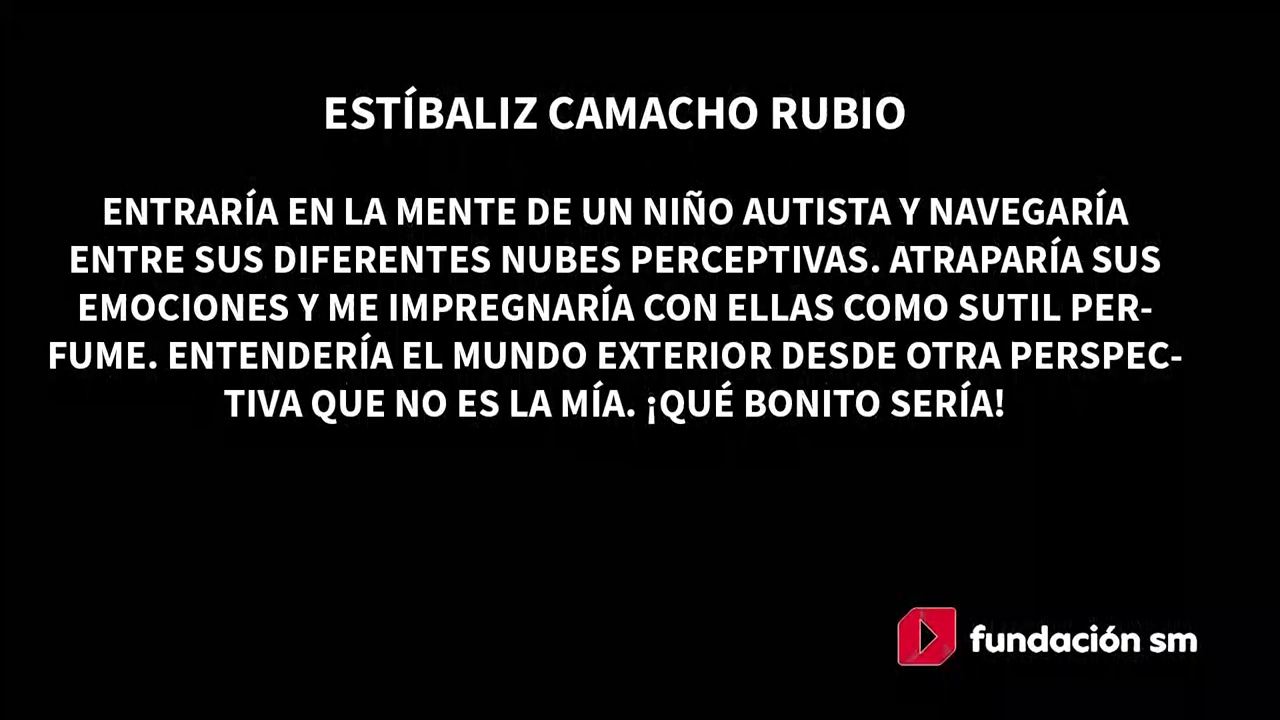 ESTÍBALIZ CAMACHO RUBIO
ENTRARÍA EN LA MENTE DE UN NIÑO AUTISTA Y NAVEGARÍA
ENTRE SUS DIFERENTES NUBES PERCEPTIVAS. ATRAPARÍA SUS
EMOCIONES Y ME IMPREGNARÍA CON ELLAS COMO SUTIL PER-
FUME. ENTENDERÍA EL MUNDO EXTERIOR DESDE OTRA PERSPEC-
TIVA QUE NO ES LA MÍA. ¡QUÉ BONITO SERÍA!
fundación sm